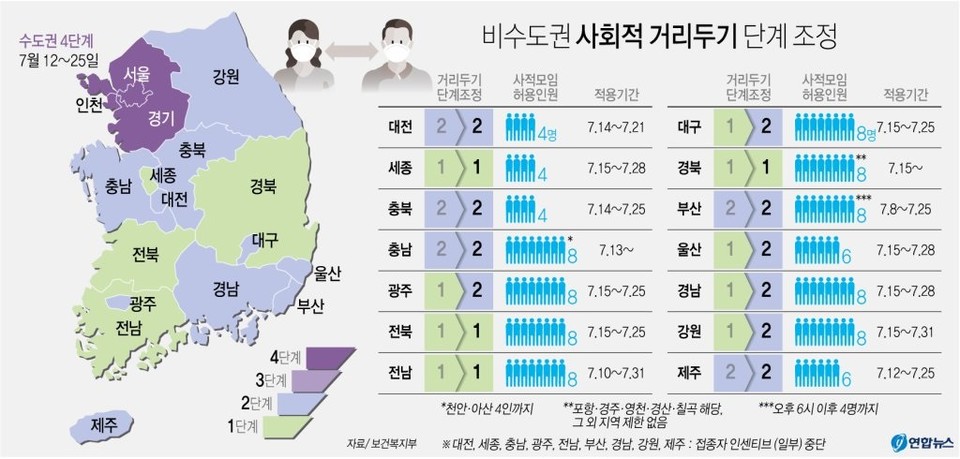 비수도권 사회적 거리두기 단계 조정
수도권 4단계
7월 12~25일
서울
인천
경기
강원
충북
충남
세종
대전
경북
대구
전북
울산
경남
부산
광주
전남
제주
4단계
3단계
2단계
1단계
거리두기 단계조정 사적모임 허용인원 적용기간
대전 2 2 4명 7.14~7.21
세종 1 1 4 7.15~7.28
충북 2 2 4 7.14~7.25
충남 2 2 8* 7.13~
광주 1 2 8 7.15~7.25
전북 1 1 8 7.15~7.25
전남 1 1 8 7.10~7.31
거리두기 단계조정 사적모임 허용인원 적용기간
대구 1 2 8명 7.15~7.25
경북 1 1 8** 7.15~
부산 2 2 8*** 7.8~7.25
울산 1 2 6 7.15~7.28
경남 1 2 8 7.15~7.28
강원 1 2 8 7.15~7.31
제주 2 2 6 7.12~7.25
*천안·아산 4인까지
**포항·경주·영천·경산·칠곡 해당,
그 외 지역 제한 없음
***오후 6시 이후 4명까지
자료/보건복지부
※ 대전, 세종, 충남, 광주, 전남, 부산, 경남, 강원, 제주 : 접종자 인센티브 (일부) 중단
연합뉴스